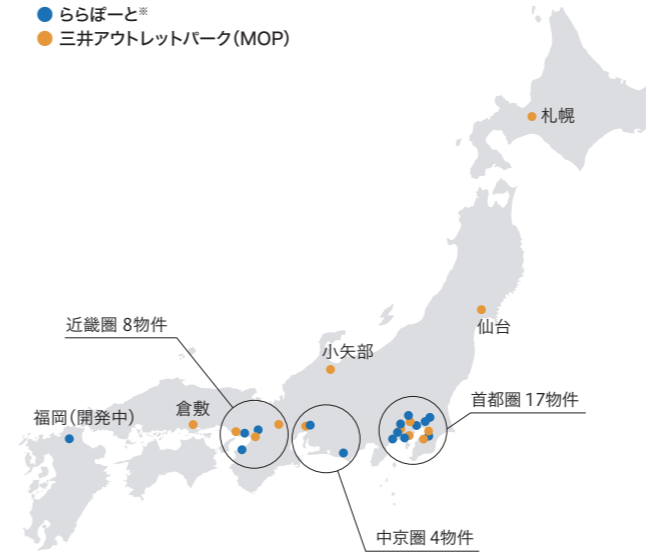 ららぽーと※
三井アウトレットパーク(MOP)
札幌
仙台
小矢部
近畿圏 8物件
首都圏 17物件
倉敷
福岡(開発中)
中京圏 4物件